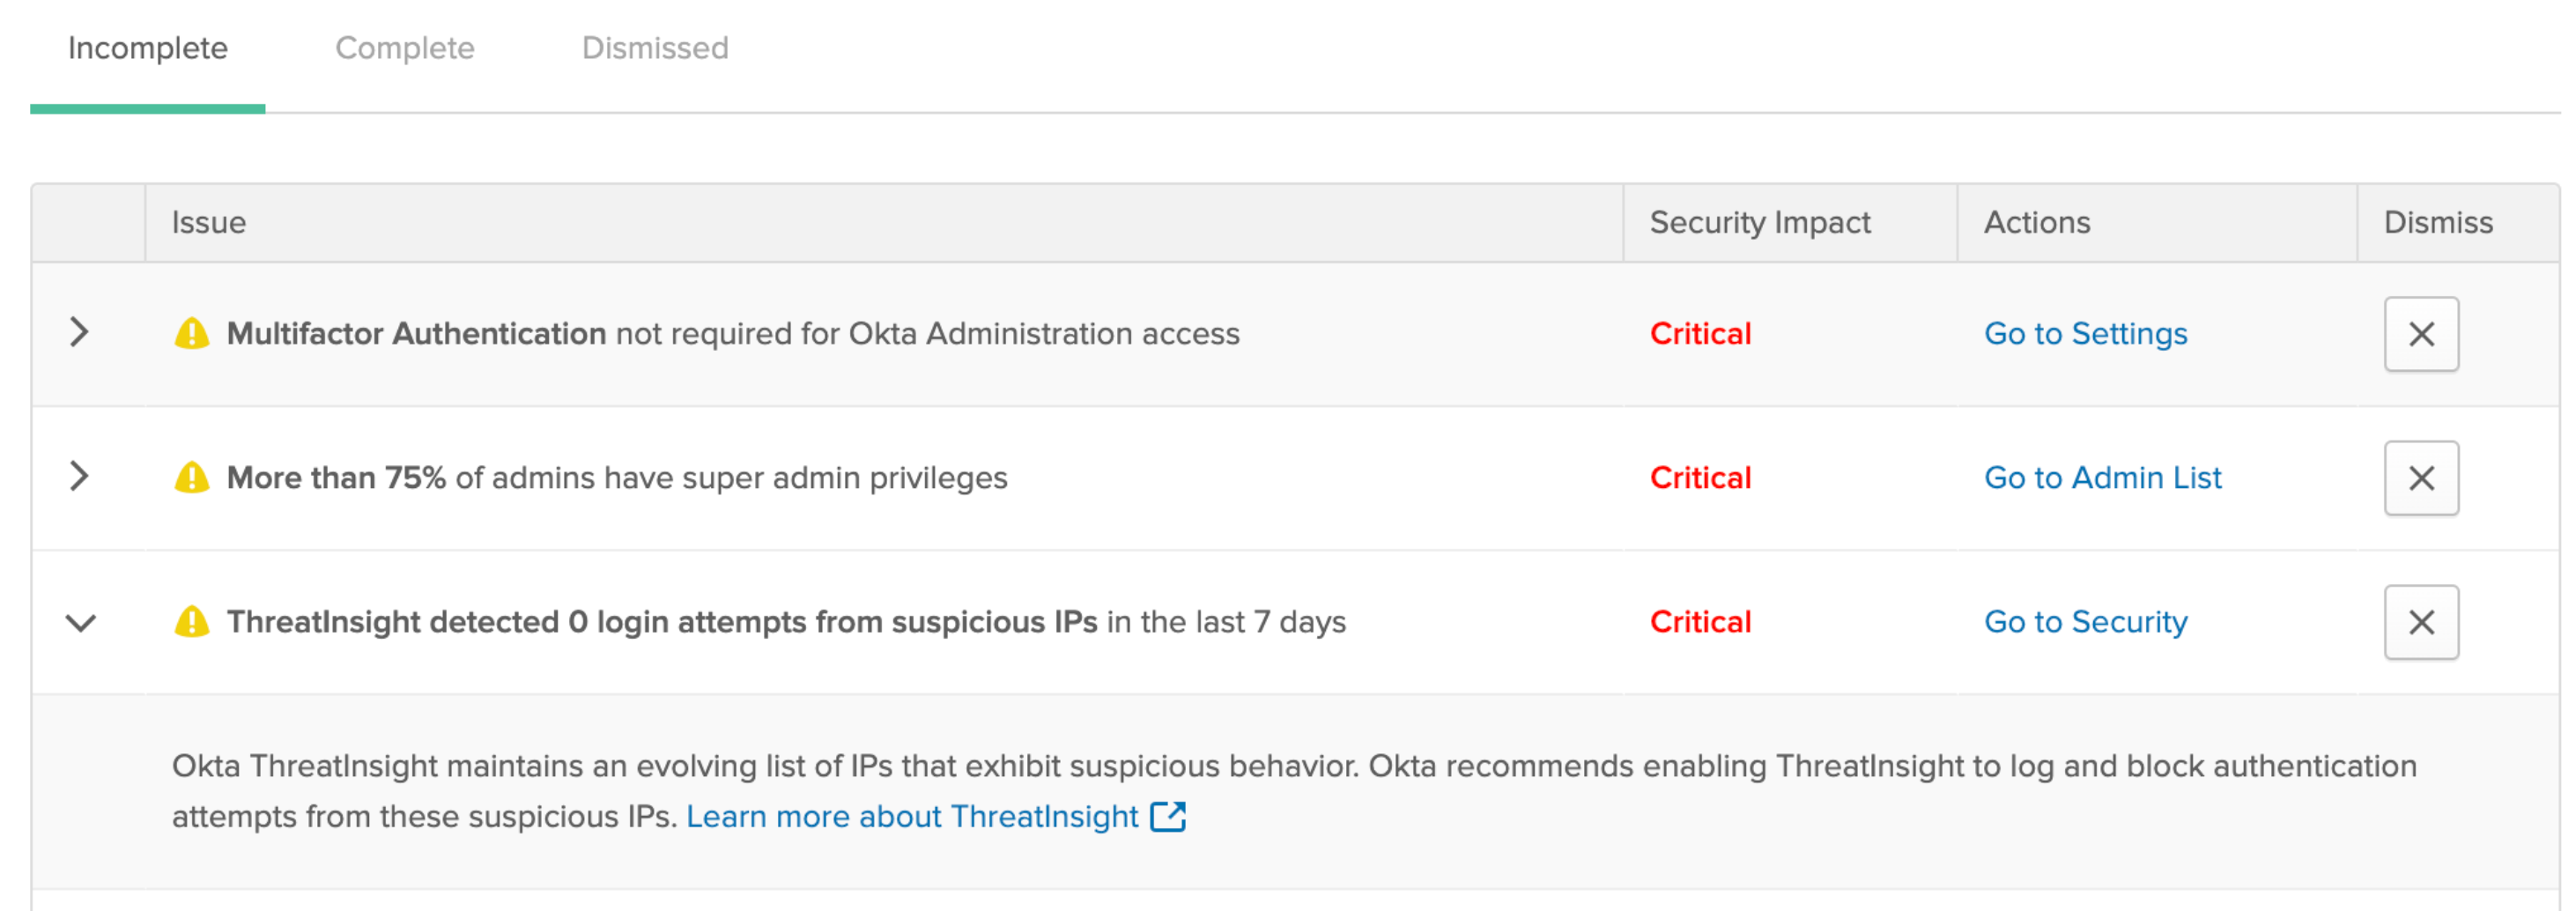 Incomplete Complete Dismissed
Issue Security Impact Actions Dismiss
Multifactor Authentication not required for Okta Administration access Critical Go to Settings
More than 75% of admins have super admin privileges Critical Go to Admin List
ThreatInsight detected 0 login attempts from suspicious IPs in the last 7 days Critical Go to Security
Okta ThreatInsight maintains an evolving list of IPs that exhibit suspicious behavior. Okta recommends enabling ThreatInsight to log and block authentication
attempts from these suspicious IPs. Learn more about ThreatInsight